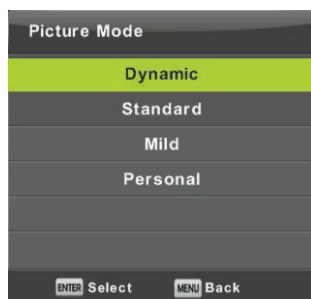 Picture Mode
Dynamic
Standard
Mild
Personal
ENTER Select MENU Back